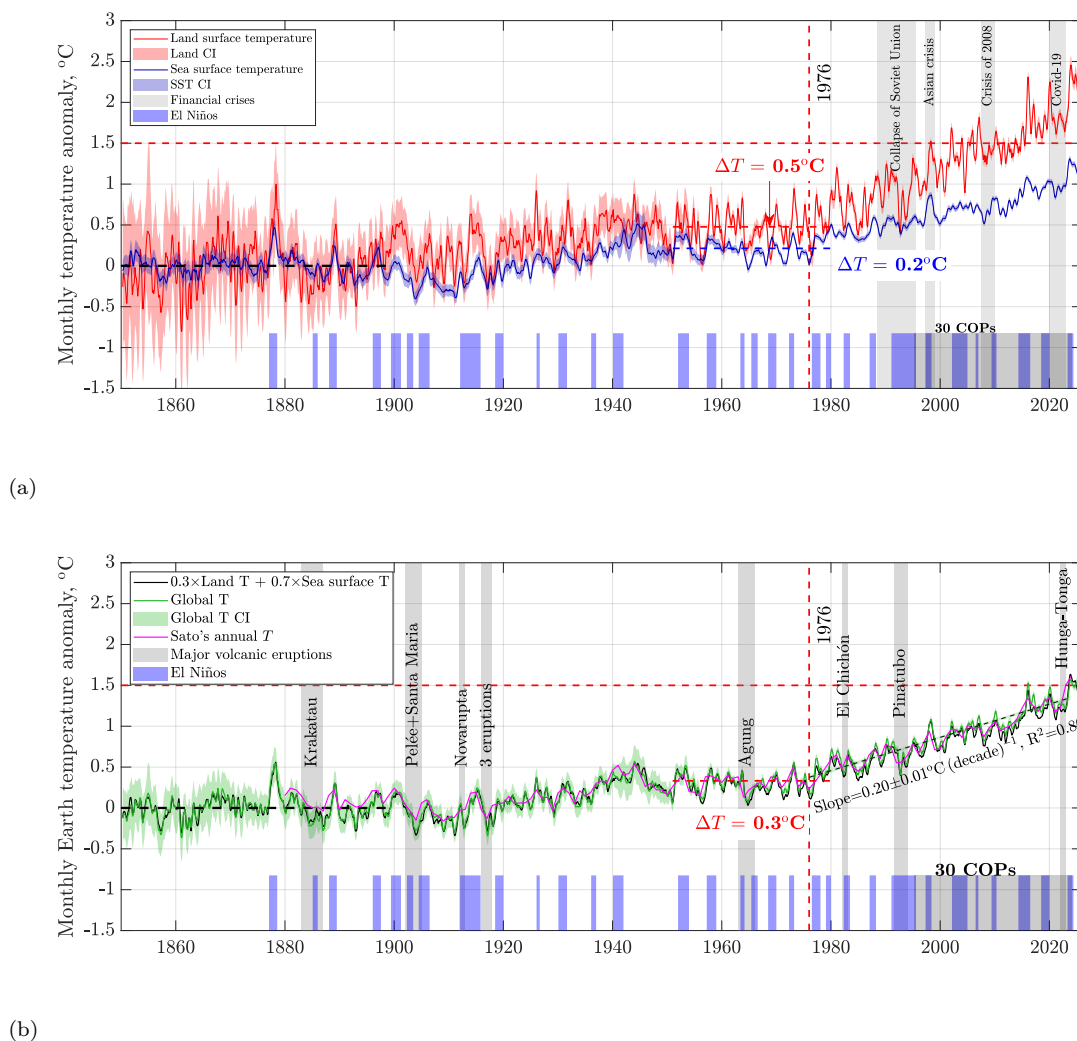 3
2.5
2
1.5
1
0.5
0
-0.5
-1
-1.5
Monthly temperature anomaly, °C
Land surface temperature
Land CI
Sea surface temperature
SST CI
Financial crises
El Niños
1976
Collapse of Soviet Union
Asian crisis
Crisis of 2008
Covid-19
ΔT = 0.5°C
ΔT = 0.2°C
30 COPs
1860 1880 1900 1920 1940 1960 1980 2000 2020
(a)
3
2.5
2
1.5
1
0.5
0
-0.5
-1
-1.5
Monthly Earth temperature anomaly, °C
0.3×Land T + 0.7×Sea surface T
Global T
Global T CI
Sato's annual T
Major volcanic eruptions
El Niños
Krakatau
Pelée+Santa Maria
Novarupta
3 eruptions
Agung
1976
El Chichón
Pinatubo
Hunga-Tonga
Slope=0.20±0.01°C (decade)⁻¹, R²=0.8
ΔT = 0.3°C
30 COPs
1860 1880 1900 1920 1940 1960 1980 2000 2020
(b)